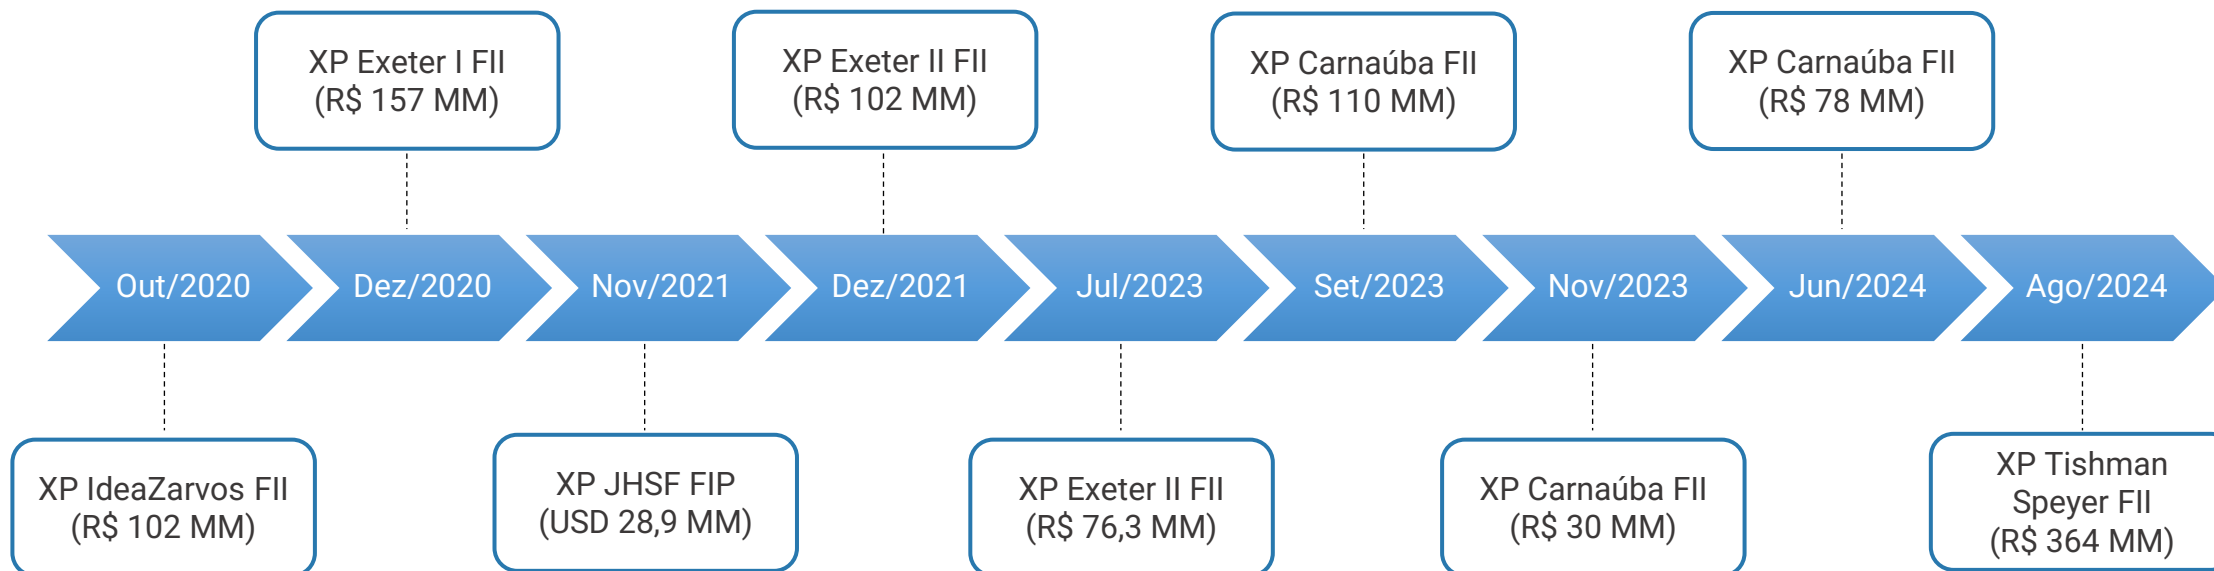 XP Exeter I FII
(R$ 157 MM)
XP Exeter II FII
(R$ 102 MM)
XP Carnaúba FII
(R$ 110 MM)
XP Carnaúba FII
(R$ 78 MM)
Out/2020
Dez/2020
Nov/2021
Dez/2021
Jul/2023
Set/2023
Nov/2023
Jun/2024
Ago/2024
XP IdeaZarvos FII
(R$ 102 MM)
XP JHSF FIP
(USD 28,9 MM)
XP Exeter II FII
(R$ 76,3 MM)
XP Carnaúba FII
(R$ 30 MM)
XP Tishman
Speyer FII
(R$ 364 MM)